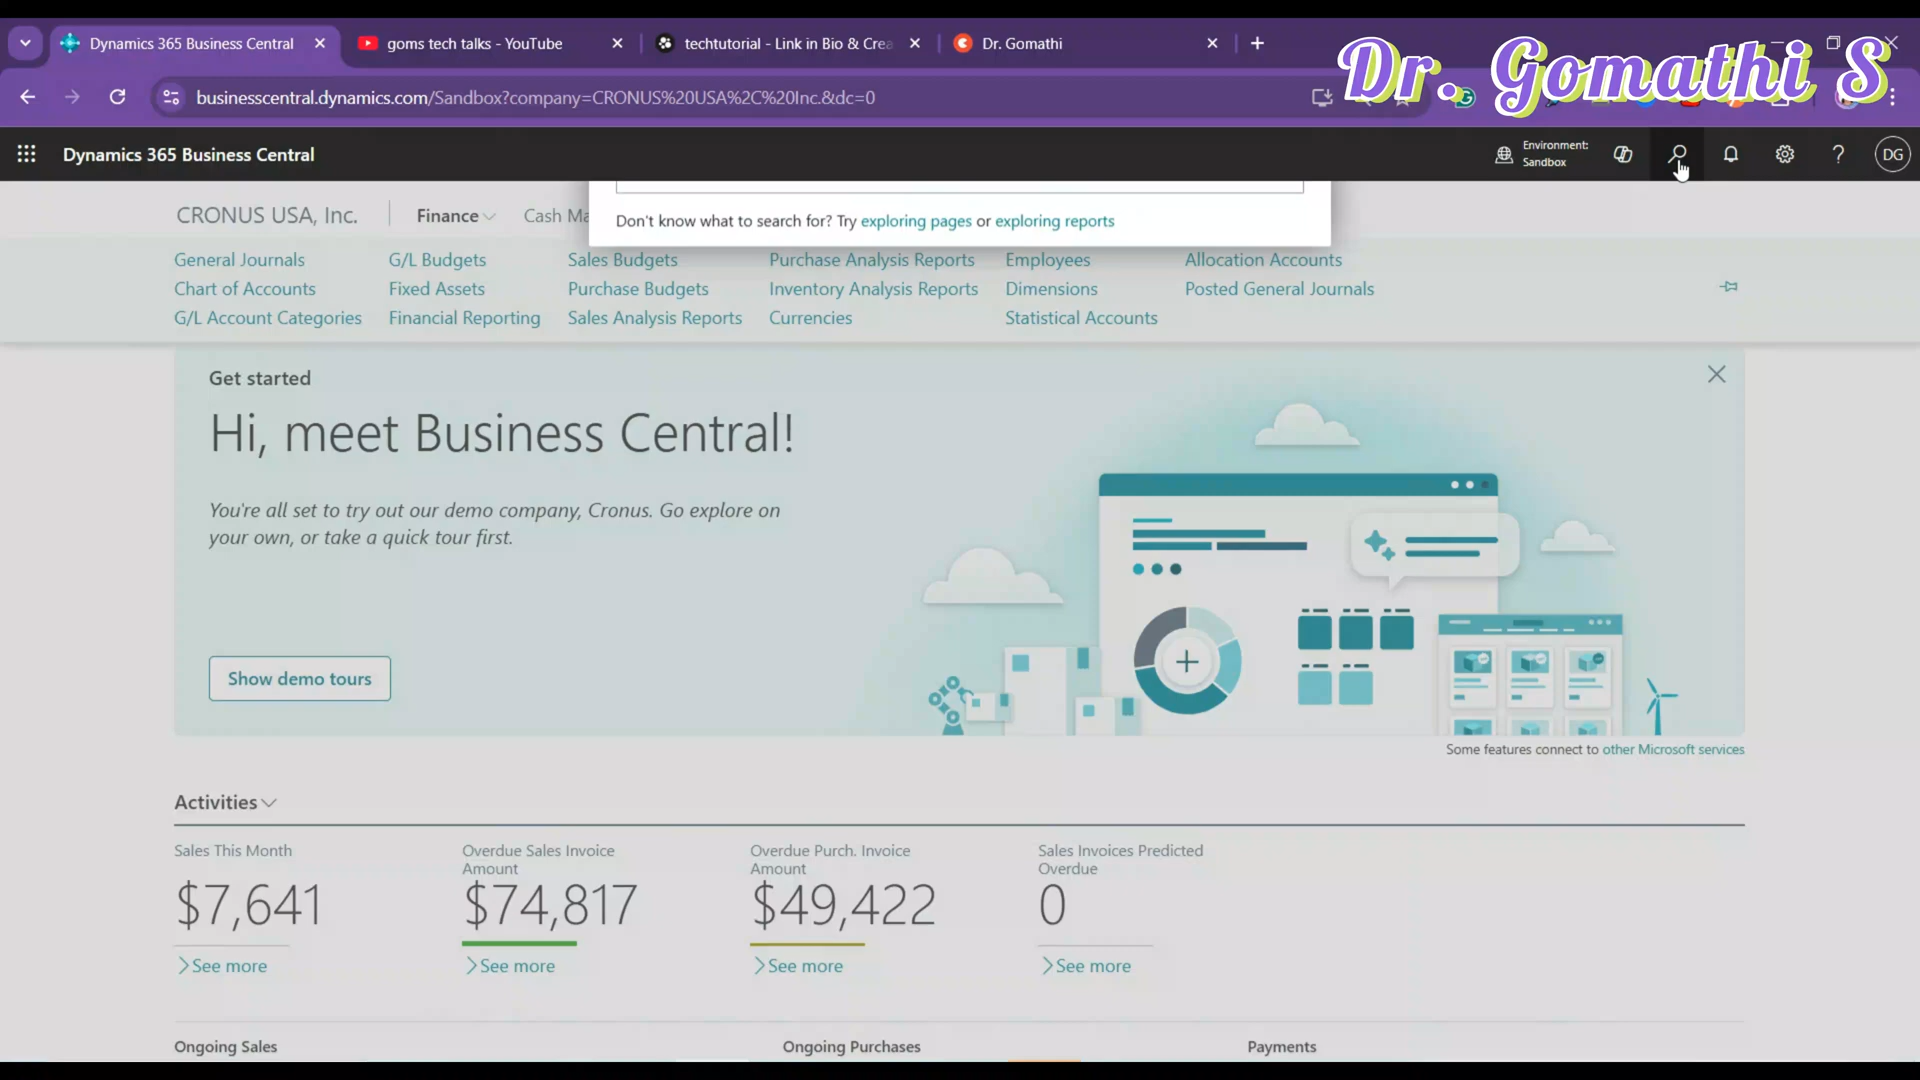 Dynamics 365 Business Central
goms tech talks - YouTube
techtutorial - Link in Bio & Crea
Dr. Gomathi
Dr. Gomathi S
businesscentral.dynamics.com/Sandbox?company=CRONUS%20USA%2C%20Inc.&dc=0
Dynamics 365 Business Central
Environment:
Sandbox
DG
CRONUS USA, Inc.
Finance
Cash Ma
Don't know what to search for? Try exploring pages or exploring reports
General Journals
G/L Budgets
Sales Budgets
Purchase Analysis Reports
Employees
Allocation Accounts
Chart of Accounts
Fixed Assets
Purchase Budgets
Inventory Analysis Reports
Dimensions
Posted General Journals
G/L Account Categories
Financial Reporting
Sales Analysis Reports
Currencies
Statistical Accounts
Get started
Hi, meet Business Central!
You're all set to try out our demo company, Cronus. Go explore on
your own, or take a quick tour first.
Show demo tours
Some features connect to other Microsoft services
Activities
Sales This Month
$7,641
See more
Overdue Sales Invoice
Amount
$74,817
See more
Overdue Purch. Invoice
Amount
$49,422
See more
Sales Invoices Predicted
Overdue
0
See more
Ongoing Sales
Ongoing Purchases
Payments